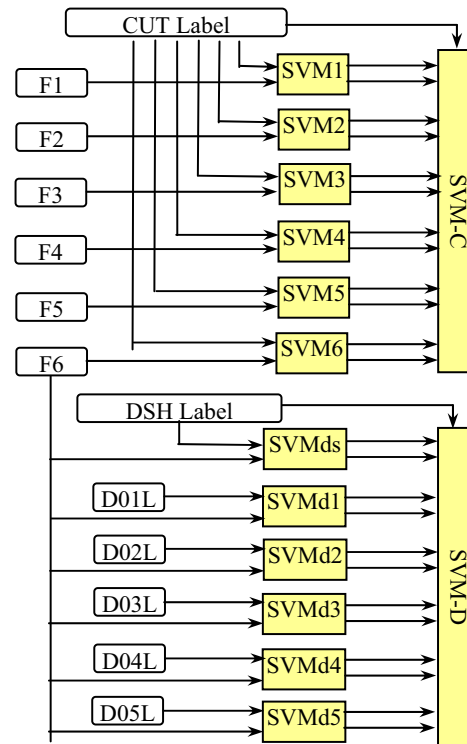 CUT Label
F1
SVM1
F2
SVM2
F3
SVM3
F4
SVM4
F5
SVM5
F6
SVM6
SVM-C
DSH Label
SVMds
D01L
SVMd1
D02L
SVMd2
D03L
SVMd3
D04L
SVMd4
D05L
SVMd5
SVM-D